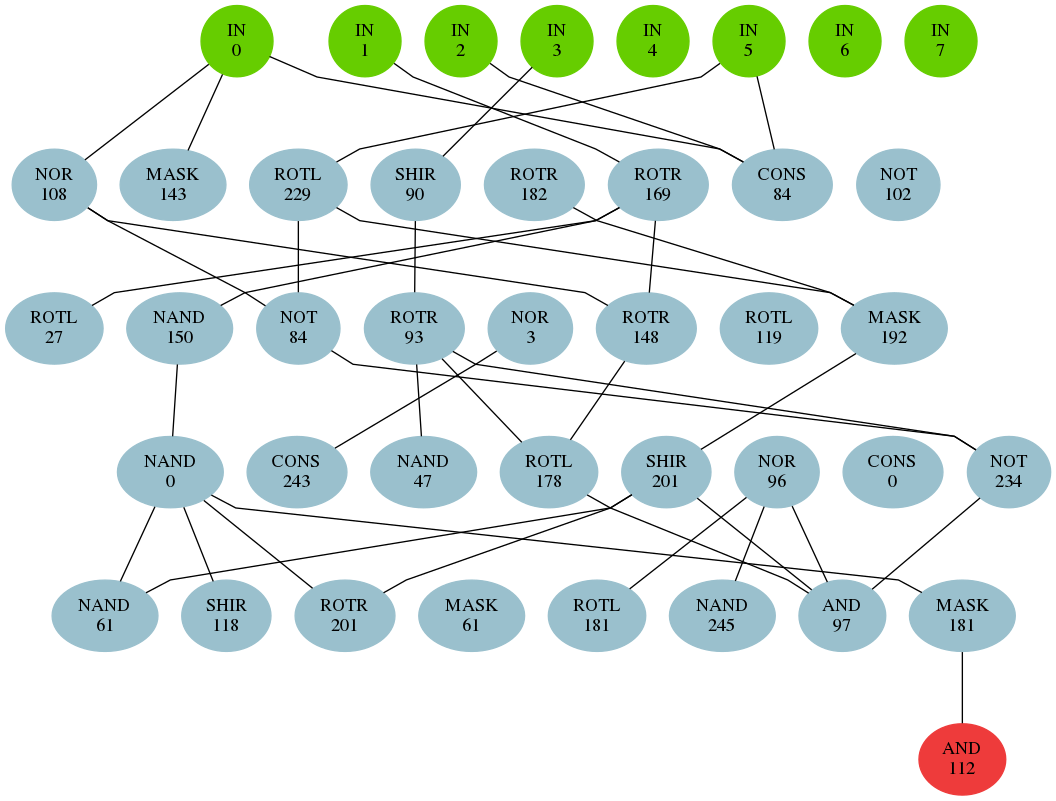 IN
0
IN
1
IN
2
IN
3
IN
4
IN
5
IN
6
IN
7
NOR
108
MASK
143
ROTL
229
SHIR
90
ROTR
182
ROTR
169
CONS
84
NOT
102
ROTL
27
NAND
150
NOT
84
ROTR
93
NOR
3
ROTR
148
ROTL
119
MASK
192
NAND
0
CONS
243
NAND
47
ROTL
178
SHIR
201
NOR
96
CONS
0
NOT
234
NAND
61
SHIR
118
ROTR
201
MASK
61
ROTL
181
NAND
245
AND
97
MASK
181
AND
112